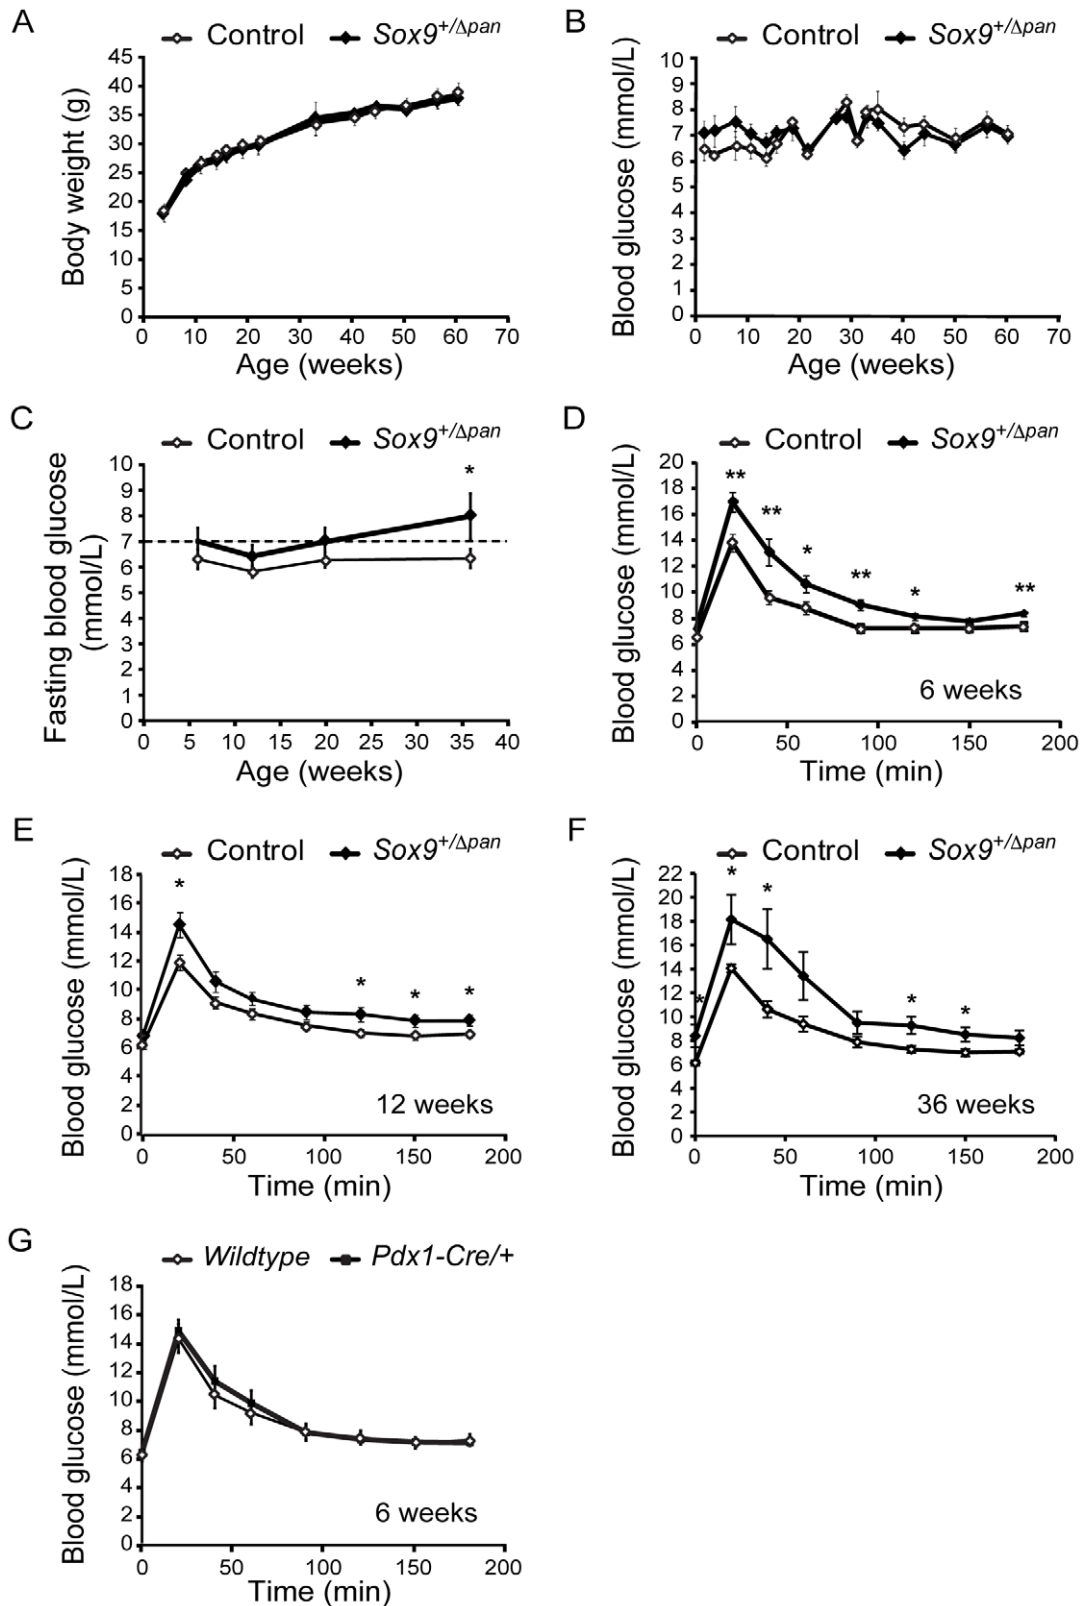 A
Control Sox9+/Δpan
Body weight (g)
45
40
35
30
25
20
15
10
5
0
0 10 20 30 40 50 60 70
Age (weeks)
B
Control Sox9+/Δpan
Blood glucose (mmol/L)
10
9
8
7
6
5
4
3
2
1
0
0 10 20 30 40 50 60 70
Age (weeks)
C
Control Sox9+/Δpan
Fasting blood glucose
(mmol/L)
10
9
8
7
6
5
4
3
2
1
0
*
0 5 10 15 20 25 30 35 40
Age (weeks)
D
Control Sox9+/Δpan
Blood glucose (mmol/L)
20
18
16
14
12
10
8
6
4
2
0
** ** * ** * **
6 weeks
0 50 100 150 200
Time (min)
E
Control Sox9+/Δpan
Blood glucose (mmol/L)
18
16
14
12
10
8
6
4
2
0
* * * *
12 weeks
0 50 100 150 200
Time (min)
F
Control Sox9+/Δpan
Blood glucose (mmol/L)
22
20
18
16
14
12
10
8
6
4
2
0
* * * * *
36 weeks
0 50 100 150 200
Time (min)
G
Wildtype Pdx1-Cre/+
Blood glucose (mmol/L)
18
16
14
12
10
8
6
4
2
0
6 weeks
0 50 100 150 200
Time (min)